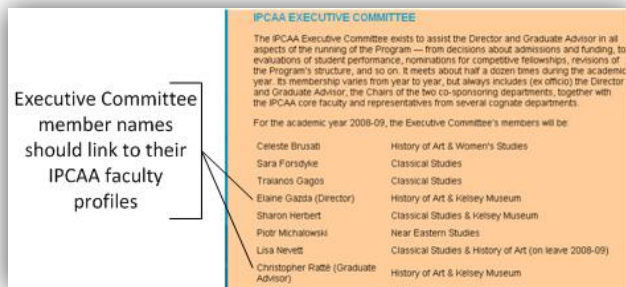 Executive Committee
member names
should link to their
IPCAA faculty
profiles
IPCAA EXECUTIVE COMMITTEE
The IPCAA Executive Committee exists to assist the Director and Graduate Advisor in all
aspects of the running of the Program — from decisions about admissions and funding, to
evaluations of student performance, nominations for competitive fellowships, revisions of
the Program's structure, and so on. It meets about half a dozen times during the academic
year. Its membership varies from year to year, but always includes (ex officio) the Director
and Graduate Advisor, the Chairs of the two co-sponsoring departments, together with
the IPCAA core faculty and representatives from several cognate departments.
For the academic year 2008-09, the Executive Committee's members will be:
Celeste Brusati History of Art & Women's Studies
Sara Forsdyke Classical Studies
Traianos Gagos Classical Studies
Elaine Gazda (Director) History of Art & Kelsey Museum
Sharon Herbert Classical Studies & Kelsey Museum
Piotr Michalowski Near Eastern Studies
Lisa Nevett Classical Studies & History of Art (on leave 2008-09)
Christopher Ratté (Graduate
Advisor) History of Art & Kelsey Museum